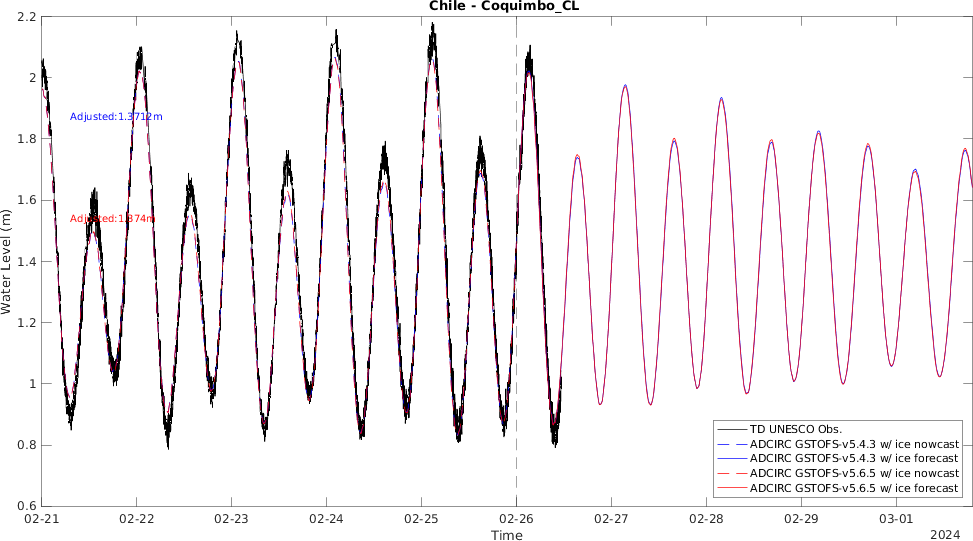 Chile - Coquimbo_CL
2.2
2
1.8
1.6
1.4
1.2
1
0.8
0.6
Water Level (m)
Adjusted:1.3712m
Adjusted:1.374m
TD UNESCO Obs.
ADCIRC GSTOFS-v5.4.3 w/ ice nowcast
ADCIRC GSTOFS-v5.4.3 w/ ice forecast
ADCIRC GSTOFS-v5.6.5 w/ ice nowcast
ADCIRC GSTOFS-v5.6.5 w/ ice forecast
02-21 02-22 02-23 02-24 02-25 02-26 02-27 02-28 02-29 03-01
Time
2024